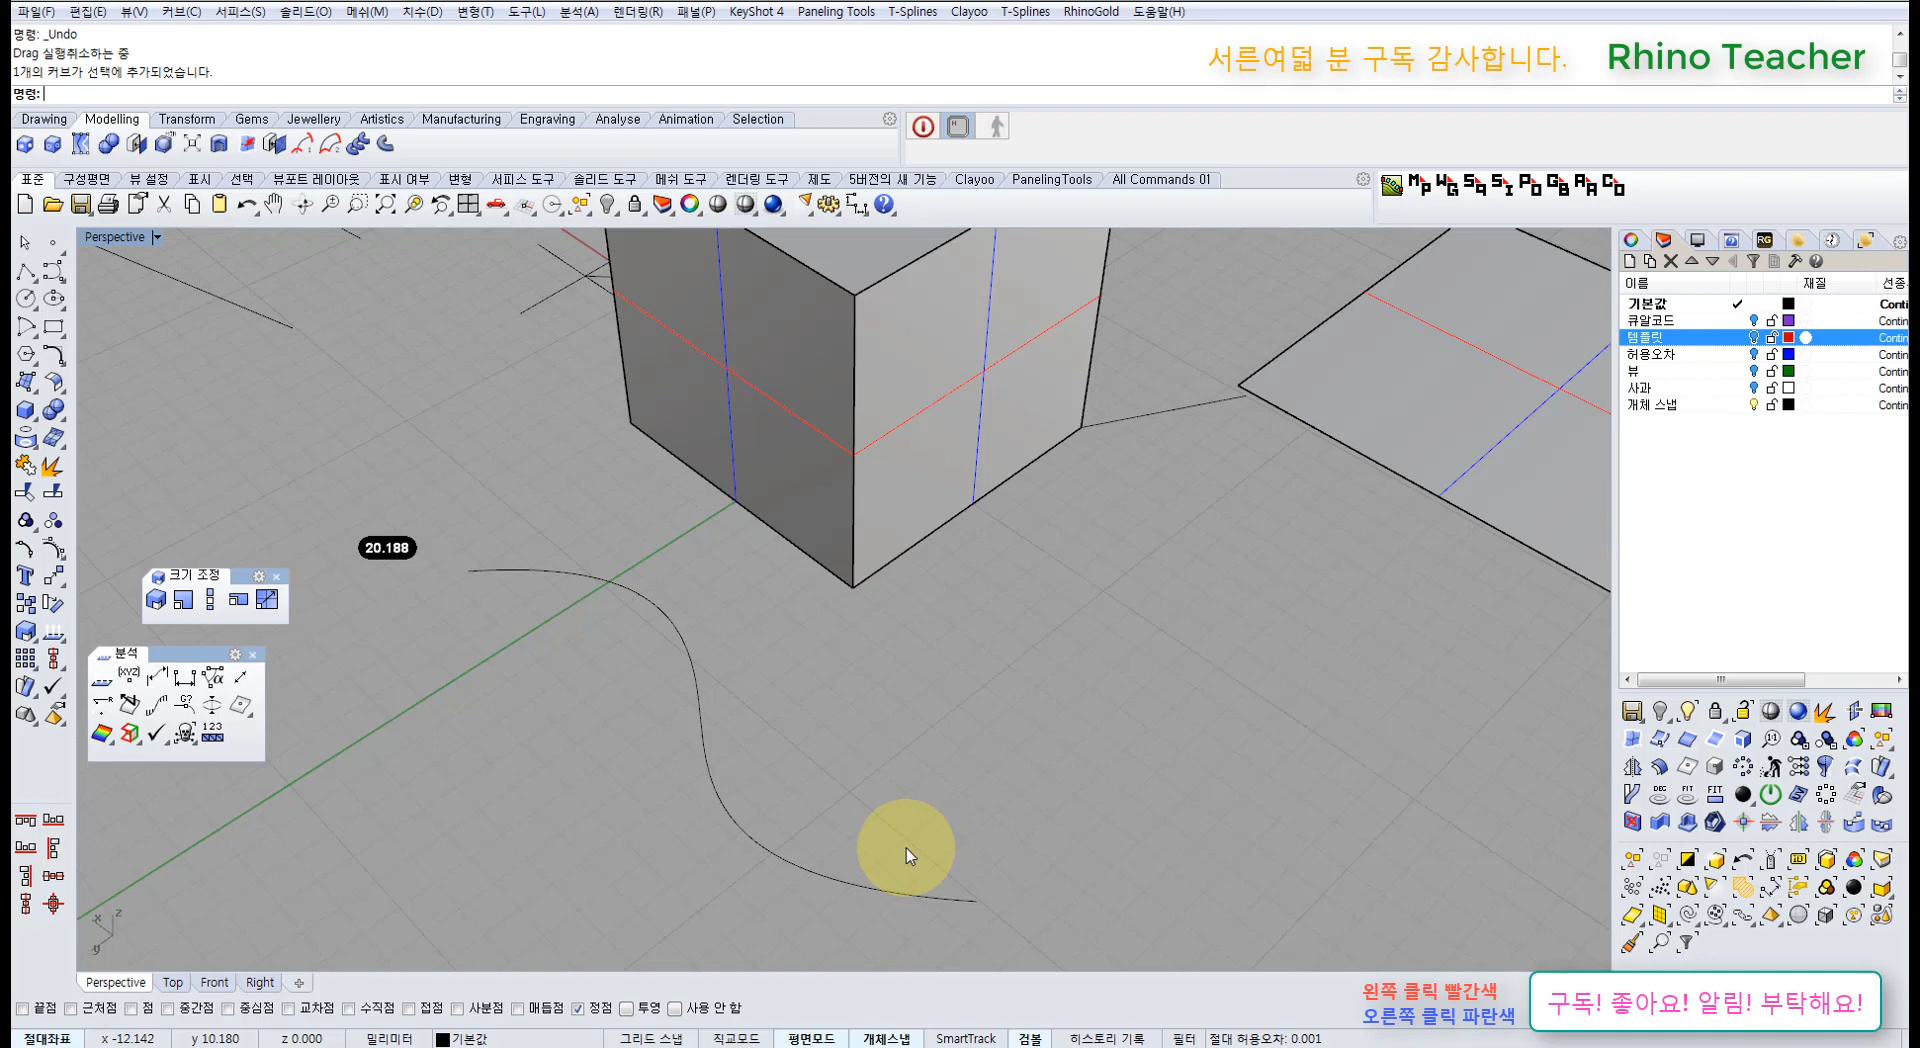 파일(F) 편집(E) 뷰(V) 커브(C) 서피스(S) 솔리드(O) 메쉬(M) 치수(D) 변형(T) 도구(L) 분석(A) 렌더링(R) 패널(P) KeyShot 4 Paneling Tools T-Splines Clayoo T-Splines RhinoGold 도움말(H)
명령: _Undo
Drag 실행취소하는 중
1개의 커브가 선택에 추가되었습니다.
명령:
서른여덟 분 구독 감사합니다. Rhino Teacher
Drawing Modelling Transform Gems Jewellery Artistics Manufacturing Engraving Analyse Animation Selection
표준 구성평면 뷰 설정 표시 선택 뷰포트 레이아웃 표시 여부 변형 서피스 도구 솔리드 도구 메쉬 도구 렌더링 도구 제도 5버전의 새 기능 Clayoo PanelingTools All Commands 01
Perspective
이름 재질 선종
기본값 Conti
큐알코드 Contin
템플릿 Contin
허용오차 Contin
뷰 Contin
사과 Contin
개체 스냅 Contin
20.188
크기 조정
분석
x z
y
Perspective Top Front Right
끝점 근처점 점 중간점 중심점 교차점 수직점 접점 사분점 매듭점 정점 투영 사용 안 함
왼쪽 클릭 빨간색
오른쪽 클릭 파란색
구독! 좋아요! 알림! 부탁해요!
절대좌표 x -12.142 y 10.180 z 0.000 밀리미터 기본값 그리드 스냅 직교모드 평면모드 개체스냅 SmartTrack 검볼 히스토리 기록 필터 절대 허용오차: 0.001